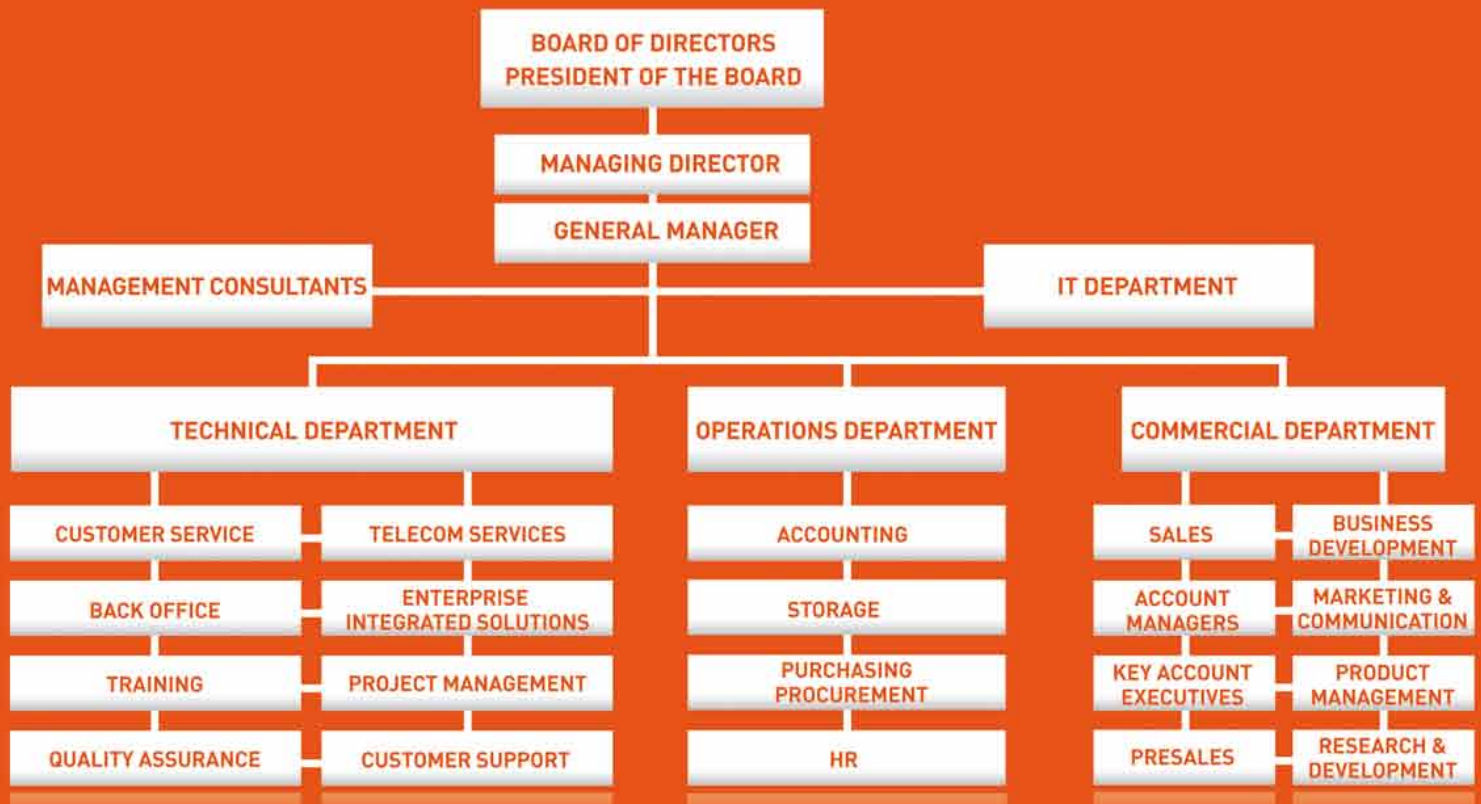 BOARD OF DIRECTORS
PRESIDENT OF THE BOARD
MANAGING DIRECTOR
GENERAL MANAGER
MANAGEMENT CONSULTANTS
IT DEPARTMENT
TECHNICAL DEPARTMENT
OPERATIONS DEPARTMENT
COMMERCIAL DEPARTMENT
CUSTOMER SERVICE
TELECOM SERVICES
ACCOUNTING
SALES
BUSINESS
DEVELOPMENT
BACK OFFICE
ENTERPRISE
INTEGRATED SOLUTIONS
STORAGE
ACCOUNT
MANAGERS
MARKETING &
COMMUNICATION
TRAINING
PROJECT MANAGEMENT
PURCHASING
PROCUREMENT
KEY ACCOUNT
EXECUTIVES
PRODUCT
MANAGEMENT
QUALITY ASSURANCE
CUSTOMER SUPPORT
HR
PRESALES
RESEARCH &
DEVELOPMENT